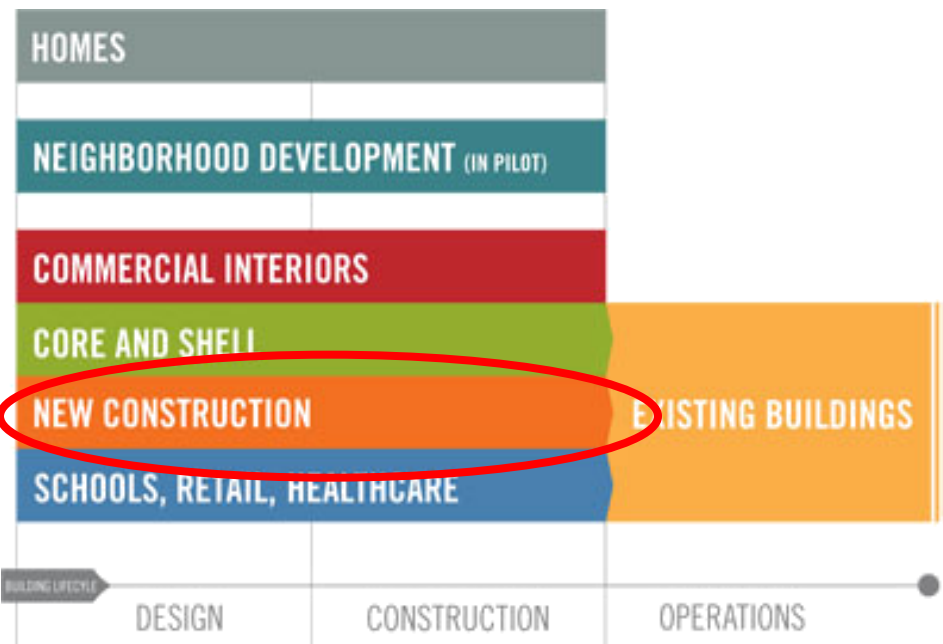 HOMES
NEIGHBORHOOD DEVELOPMENT (IN PILOT)
COMMERCIAL INTERIORS
CORE AND SHELL
NEW CONSTRUCTION
EXISTING BUILDINGS
SCHOOLS, RETAIL, HEALTHCARE
BUILDING LIFECYLE
DESIGN CONSTRUCTION OPERATIONS